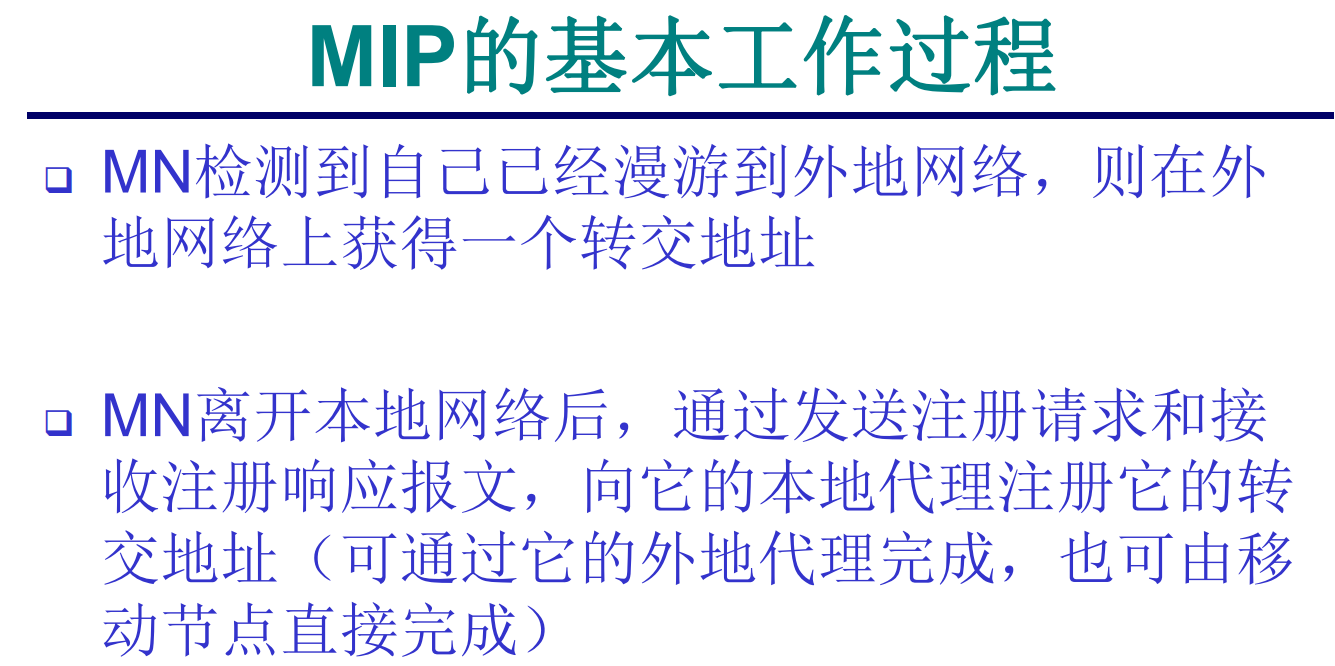 MIP的基本工作过程
MN检测到自己已经漫游到外地网络，则在外
地网络上获得一个转交地址
MN离开本地网络后，通过发送注册请求和接
收注册响应报文，向它的本地代理注册它的转
交地址（可通过它的外地代理完成，也可由移
动节点直接完成）